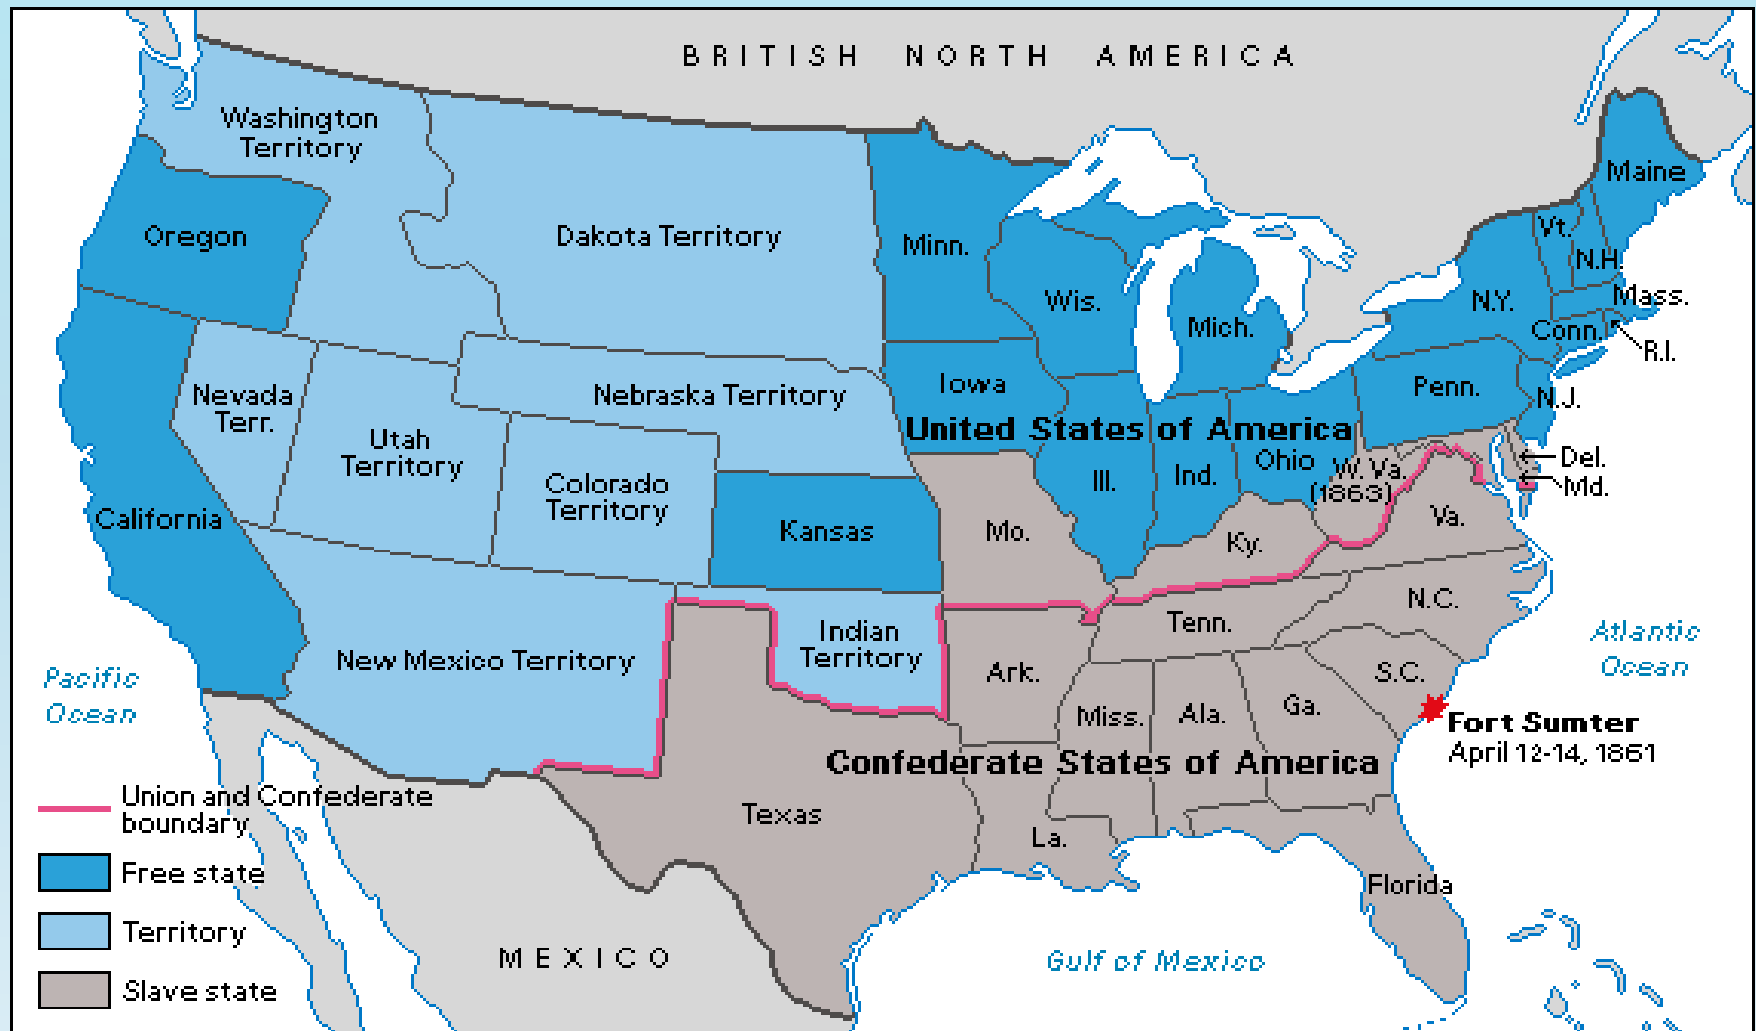 BRITISH NORTH AMERICA
Washington
Territory
Oregon
Dakota Territory
Minn.
Wis.
Mich.
Maine
Vt.
N.H.
N.Y.
Mass.
Conn.
R.I.
Nevada
Terr.
Utah
Territory
Nebraska Territory
Iowa
Penn.
N.J.
United States of America
Colorado
Territory
Kansas
Mo.
Ill.
Ind.
Ohio
W. Va.
(1863)
Va.
Del.
Md.
California
Ky.
New Mexico Territory
Indian
Territory
Ark.
Tenn.
N.C.
S.C.
Miss.
Ala.
Ga.
Atlantic
Ocean
Pacific
Ocean
Fort Sumter
April 12-14, 1861
Confederate States of America
Texas
La.
Florida
MEXICO
Gulf of Mexico
Union and Confederate
boundary
Free state
Territory
Slave state